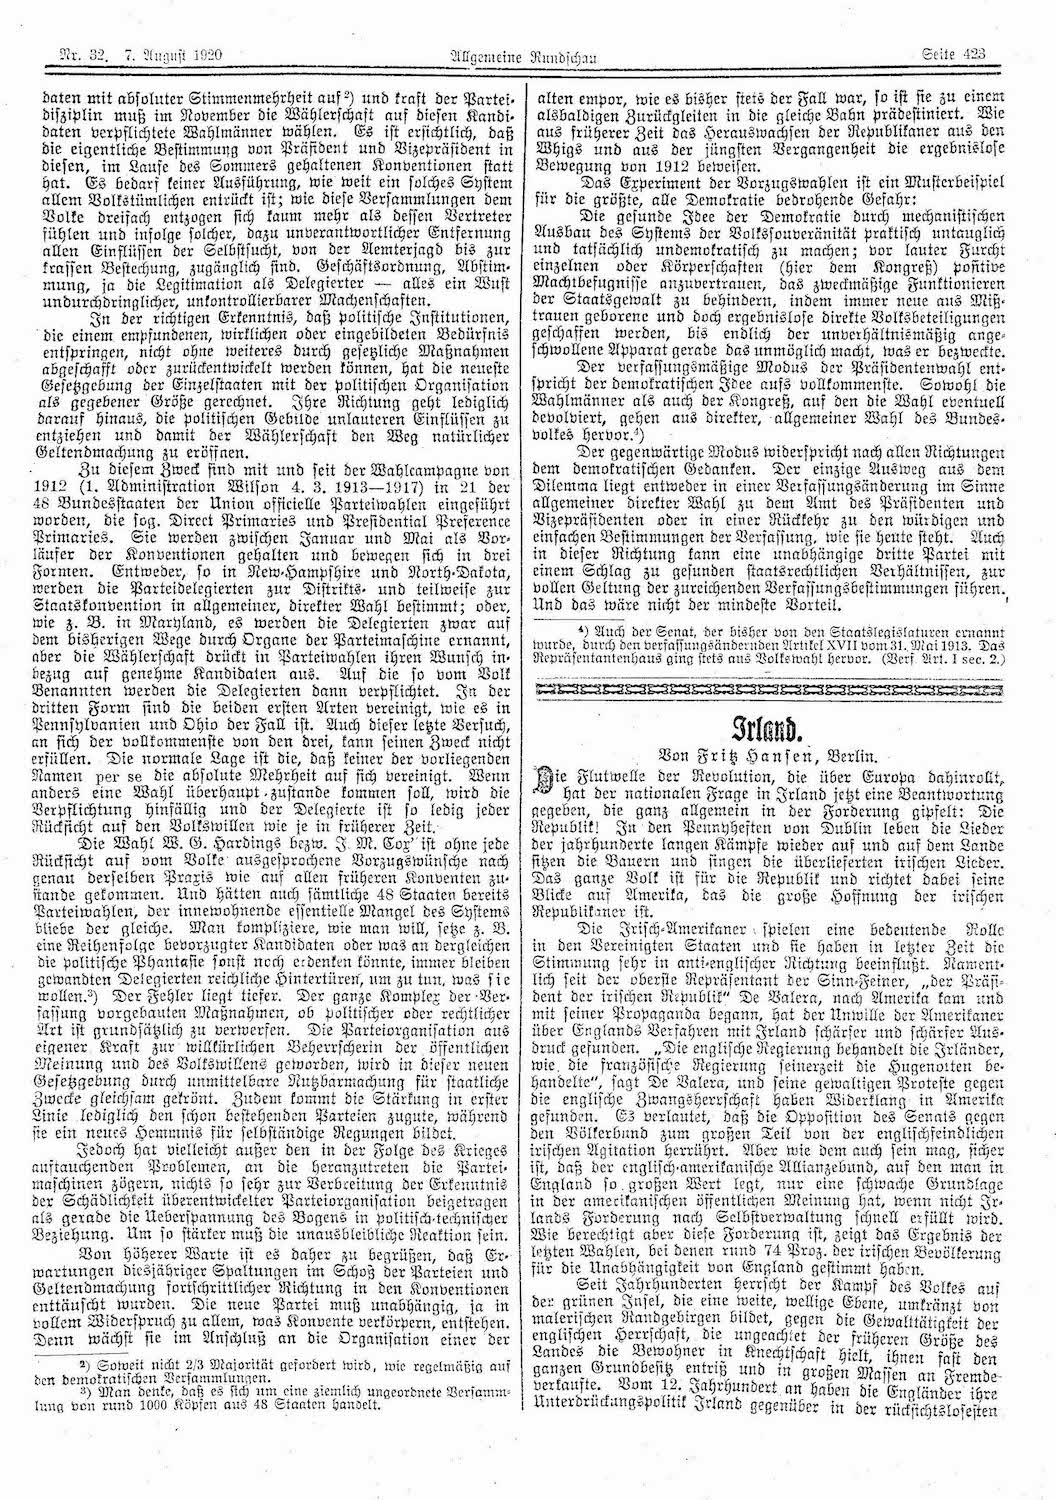 Nr. 32. 7. August 1920 Allgemeine Rundschau Seite 423
daten mit absoluter Stimmenmehrheit auf²) und kraft der Partei-
disziplin muß im November die Wählerschaft auf diesen Kandi-
daten verpflichtete Wahlmänner wählen. Es ist ersichtlich, daß
die eigentliche Bestimmung von Präsident und Vizepräsident in
diesen, im Laufe des Sommers gehaltenen Konventionen statt
hat. Es bedarf keiner Ausführung, wie weit ein solches System
allem Volkstümlichen entrückt ist; wie diese Versammlungen dem
Volke dreifach entzogen sich kaum mehr als dessen Vertreter
fühlen und infolge solcher, dazu unverantwortlicher Entfernung
allen Einflüssen der Selbstsucht, von der Aemterjagd bis zur
krassen Bestechung, zugänglich sind. Geschäftsordnung, Abstim-
mung, ja die Legitimation als Delegierter — alles ein Wust
undurchdringlicher, unkontrollierbarer Machenschaften.
In der richtigen Erkenntnis, daß politische Institutionen,
die einem empfundenen, wirklichen oder eingebildeten Bedürfnis
entspringen, nicht ohne weiteres durch gesetzliche Maßnahmen
abgeschafft oder zurückentwickelt werden können, hat die neueste
Gesetzgebung der Einzelstaaten mit der politischen Organisation
als gegebener Größe gerechnet. Ihre Richtung geht lediglich
darauf hinaus, die politischen Gebilde unlauteren Einflüssen zu
entziehen und damit der Wählerschaft den Weg natürlicher
Geltendmachung zu eröffnen.
Zu diesem Zweck sind mit und seit der Wahlcampagne von
1912 (1. Administration Wilson 4. 3. 1913—1917) in 21 der
48 Bundesstaaten der Union offizielle Parteiwahlen eingeführt
worden, die sog. Direct Primaries und Presidential Preference
Primaries. Sie werden zwischen Januar und Mai als Vor-
läufer der Konventionen gehalten und bewegen sich in drei
Formen. Entweder, so in New-Hampshire und North-Dakota,
werden die Parteidelegierten zur Distrikts- und teilweise zur
Staatskonvention in allgemeiner, direkter Wahl bestimmt; oder,
wie z. B. in Maryland, es werden die Delegierten zwar auf
dem bisherigen Wege durch Organe der Parteimaschine ernannt,
aber die Wählerschaft drückt in Parteiwahlen ihren Wunsch in-
bezug auf genehme Kandidaten aus. Auf die so vom Volk
Benannten werden die Delegierten dann verpflichtet. In der
dritten Form sind die beiden ersten Arten vereinigt, wie es in
Pennsylvanien und Ohio der Fall ist. Auch dieser letzte Versuch,
an sich der vollkommenste von den drei, kann seinen Zweck nicht
erfüllen. Die normale Lage ist die, daß keiner der vorliegenden
Namen per se die absolute Mehrheit auf sich vereinigt. Wenn
anders eine Wahl überhaupt zustande kommen soll, wird die
Verpflichtung hinfällig und der Delegierte ist so ledig jeder
Rücksicht auf den Volkswillen wie je in früherer Zeit.
Die Wahl W. G. Hardings bezw. J. M. Cox' ist ohne jede
Rücksicht auf vom Volke ausgesprochene Vorzugswünsche nach
genau derselben Praxis wie auf allen früheren Konventen zu-
stande gekommen. Und hätten auch sämtliche 48 Staaten bereits
Parteiwahlen, der innewohnende essentielle Mangel des Systems
bliebe der gleiche. Man kompliziere, wie man will, setze z. B.
eine Reihenfolge bevorzugter Kandidaten oder was an dergleichen
die politische Phantasie sonst noch erdenken könnte, immer bleiben
gewandten Delegierten reichliche Hintertüren, um zu tun, was sie
wollen.³) Der Fehler liegt tiefer. Der ganze Komplex der Ver-
fassung vorgebauten Maßnahmen, ob politischer oder rechtlicher
Art ist grundsätzlich zu verwerfen. Die Parteiorganisation aus
eigener Kraft zur willkürlichen Beherrscherin der öffentlichen
Meinung und des Volkswillens geworden, wird in dieser neuen
Gesetzgebung durch unmittelbare Nutzbarmachung für staatliche
Zwecke gleichsam gekrönt. Zudem kommt die Stärkung in erster
Linie lediglich den schon bestehenden Parteien zugute, während
sie ein neues Hemmnis für selbständige Regungen bildet.
Jedoch hat vielleicht außer den in der Folge des Krieges
auftauchenden Problemen, an die heranzutreten die Partei-
maschinen zögern, nichts so sehr zur Verbreitung der Erkenntnis
der Schädlichkeit überentwickelter Parteiorganisation beigetragen
als gerade die Ueberspannung des Bogens in politisch-technischer
Beziehung. Um so stärker muß die unausbleibliche Reaktion sein.
Von höherer Warte ist es daher zu begrüßen, daß Er-
wartungen diesjähriger Spaltungen im Schoß der Parteien und
Geltendmachung fortschrittlicher Richtung in den Konventionen
enttäuscht wurden. Die neue Partei muß unabhängig, ja in
vollem Widerspruch zu allem, was Konvente verkörpern, entstehen.
Denn wächst sie im Anschluß an die Organisation einer der
²) Soweit nicht 2/3 Majorität gefordert wird, wie regelmäßig auf
den demokratischen Versammlungen.
³) Man denke, daß es sich um eine ziemlich ungeordnete Versamm-
lung von rund 1000 Köpfen aus 48 Staaten handelt.
alten empor, wie es bisher stets der Fall war, so ist sie zu einem
alsbaldigen Zurückgleiten in die gleiche Bahn prädestiniert. Wie
aus früherer Zeit das Herauswachsen der Republikaner aus den
Whigs und aus der jüngsten Vergangenheit die ergebnislose
Bewegung von 1912 beweisen.
Das Experiment der Vorzugswahlen ist ein Musterbeispiel
für die größte, alle Demokratie bedrohende Gefahr:
Die gesunde Idee der Demokratie durch mechanistischen
Ausbau des Systems der Volkssouveränität praktisch untauglich
und tatsächlich undemokratisch zu machen; vor lauter Furcht
einzelnen oder Körperschaften (hier dem Kongreß) positive
Machtbefugnisse anzuvertrauen, das zweckmäßige Funktionieren
der Staatsgewalt zu behindern, indem immer neue aus Miß-
trauen geborene und doch ergebnislose direkte Volksbeteiligungen
geschaffen werden, bis endlich der unverhältnismäßig ange-
schwollene Apparat gerade das unmöglich macht, was er bezweckte.
Der verfassungsmäßige Modus der Präsidentenwahl ent-
spricht der demokratischen Idee aufs vollkommenste. Sowohl die
Wahlmänner als auch der Kongreß, auf den die Wahl eventuell
devolviert, gehen aus direkter, allgemeiner Wahl des Bundes-
volkes hervor.⁴)
Der gegenwärtige Modus widerspricht nach allen Richtungen
dem demokratischen Gedanken. Der einzige Ausweg aus dem
Dilemma liegt entweder in einer Verfassungsänderung im Sinne
allgemeiner direkter Wahl zu dem Amt des Präsidenten und
Vizepräsidenten oder in einer Rückkehr zu den würdigen und
einfachen Bestimmungen der Verfassung, wie sie heute steht. Auch
in dieser Richtung kann eine unabhängige dritte Partei mit
einem Schlag zu gesunden staatsrechtlichen Verhältnissen, zur
vollen Geltung der zureichenden Verfassungsbestimmungen führen.
Und das wäre nicht der mindeste Vorteil.
⁴) Auch der Senat, der bisher von den Staatslegislaturen ernannt
wurde, durch den verfassungsändernden Artikel XVII vom 31. Mai 1913. Das
Repräsentantenhaus ging stets aus Volkswahl hervor. (Verf. Art. 1 sec. 2.)
Irland.
Von Fritz Hansen, Berlin.
Die Flutwelle der Revolution, die über Europa dahinrollt,
hat der nationalen Frage in Irland jetzt eine Beantwortung
gegeben, die ganz allgemein in der Forderung gipfelt: Die
Republik! In den Pennyheften von Dublin leben die Lieder
der jahrhunderte langen Kämpfe wieder auf und auf dem Lande
sitzen die Bauern und singen die überlieferten irischen Lieder.
Das ganze Volk ist für die Republik und richtet dabei seine
Blicke auf Amerika, das die große Hoffnung der irischen
Republikaner ist.
Die Irisch-Amerikaner spielen eine bedeutende Rolle
in den Vereinigten Staaten und sie haben in letzter Zeit die
Stimmung sehr in anti-englischer Richtung beeinflußt. Nament-
lich seit der oberste Repräsentant der Sinn-Feiner, „der Präsi-
dent der irischen Republik“ De Valera, nach Amerika kam und
mit seiner Propaganda begann, hat der Unwille der Amerikaner
über Englands Verfahren mit Irland schärfer und schärfer Aus-
druck gefunden. „Die englische Regierung behandelt die Irländer,
wie die französische Regierung seinerzeit die Hugenotten be-
handelte“, sagt De Valera, und seine gewaltigen Proteste gegen
die englische Zwangsherrschaft haben Widerklang in Amerika
gefunden. Es verlautet, daß die Opposition des Senats gegen
den Völkerbund zum großen Teil von der englischfeindlichen
irischen Agitation herrührt. Aber wie dem auch sein mag, sicher
ist, daß der englisch-amerikanische Allianzebund, auf den man in
England so großen Wert legt, nur eine schwache Grundlage
in der amerikanischen öffentlichen Meinung hat, wenn nicht Ir-
lands Forderung nach Selbstverwaltung schnell erfüllt wird.
Wie berechtigt aber diese Forderung ist, zeigt das Ergebnis der
letzten Wahlen, bei denen rund 74 Proz. der irischen Bevölkerung
für die Unabhängigkeit von England gestimmt haben.
Seit Jahrhunderten herrscht der Kampf des Volkes auf
der grünen Insel, die eine weite, wellige Ebene, umkränzt von
malerischen Randgebirgen bildet, gegen die Gewalttätigkeit der
englischen Herrschaft, die ungeachtet der früheren Größe des
Landes die Bewohner in Knechtschaft hielt, ihnen fast den
ganzen Grundbesitz entriß und in großen Massen an Fremde
verkaufte. Vom 12. Jahrhundert an haben die Engländer ihre
Unterdrückungspolitik Irland gegenüber in der rücksichtslosesten